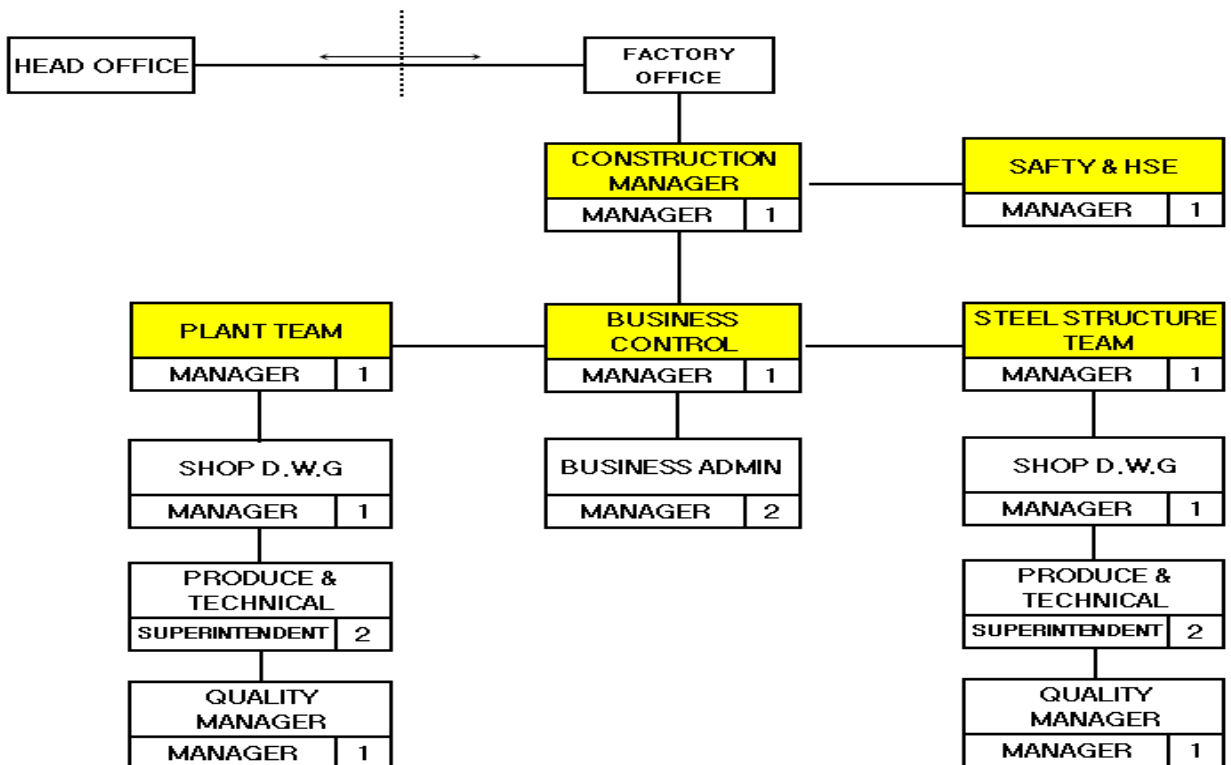 HEAD OFFICE
FACTORY
OFFICE
CONSTRUCTION
MANAGER
MANAGER 1
SAFTY & HSE
MANAGER 1
PLANT TEAM
MANAGER 1
BUSINESS
CONTROL
MANAGER 1
STEEL STRUCTURE
TEAM
MANAGER 1
SHOP D.W.G
MANAGER 1
BUSINESS ADMIN
MANAGER 2
SHOP D.W.G
MANAGER 1
PRODUCE &
TECHNICAL
SUPERINTENDENT 2
PRODUCE &
TECHNICAL
SUPERINTENDENT 2
QUALITY
MANAGER
MANAGER 1
QUALITY
MANAGER
MANAGER 1